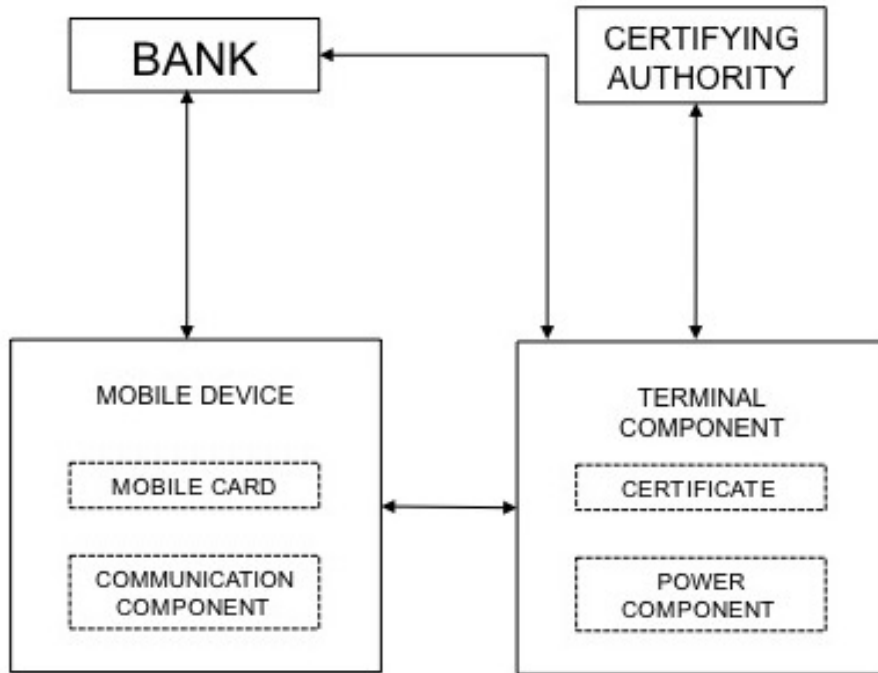 BANK
CERTIFYING
AUTHORITY
MOBILE DEVICE
MOBILE CARD
COMMUNICATION
COMPONENT
TERMINAL
COMPONENT
CERTIFICATE
POWER
COMPONENT